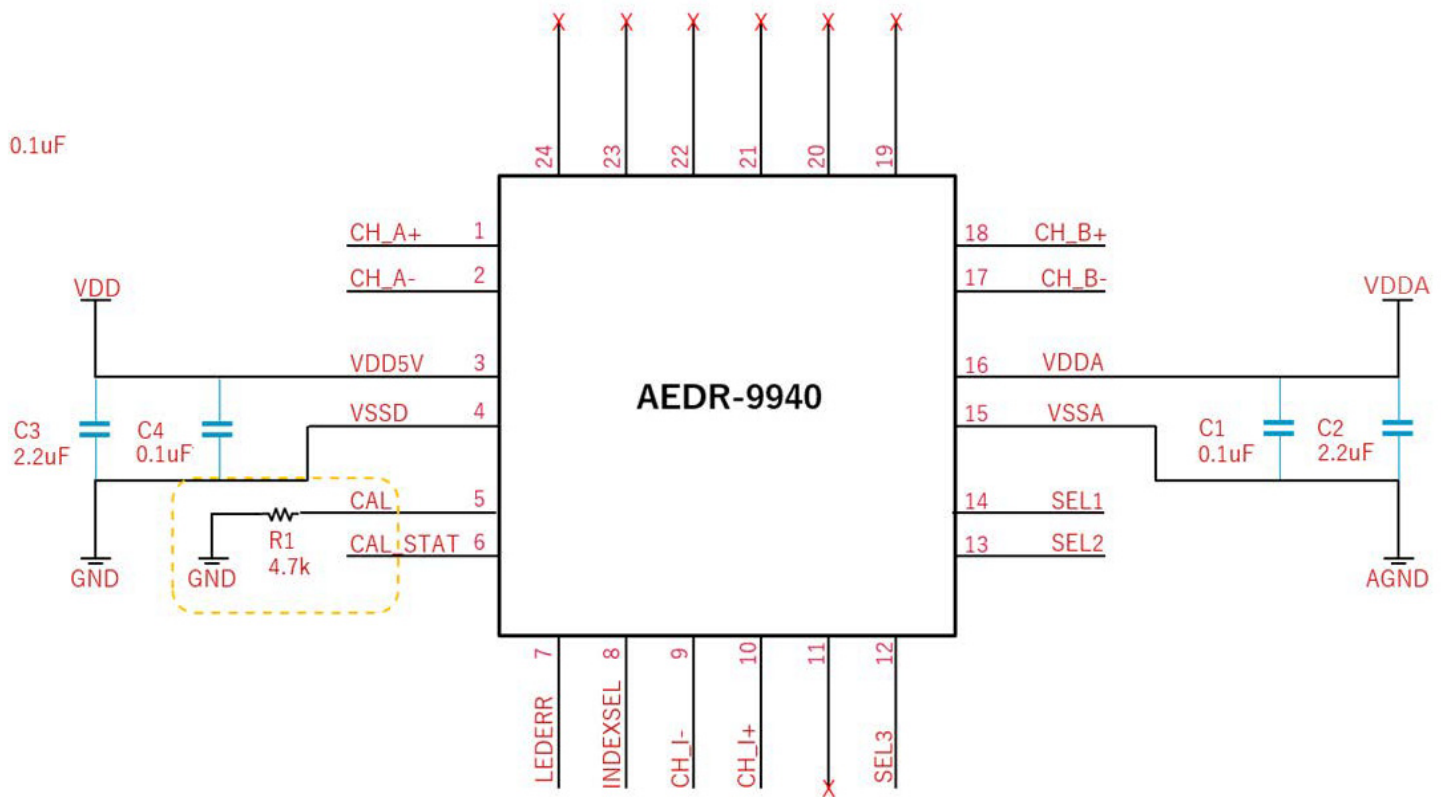 X X X X X X
0.1uF
24 23 22 21 20 19
CH_A+ 1
18 CH_B+
CH_A- 2
17 CH_B-
VDD
VDDA
VDD5V 3
16 VDDA
AEDR-9940
VSSD 4
15 VSSA
C3
2.2uF
C4
0.1uF
C1
0.1uF
C2
2.2uF
CAL 5
14 SEL1
R1
4.7k
CAL_STAT 6
13 SEL2
GND
GND
AGND
7 8 9 10 11 12
LEDERR
INDEXSEL
CH_I-
CH_I+
X
SEL3